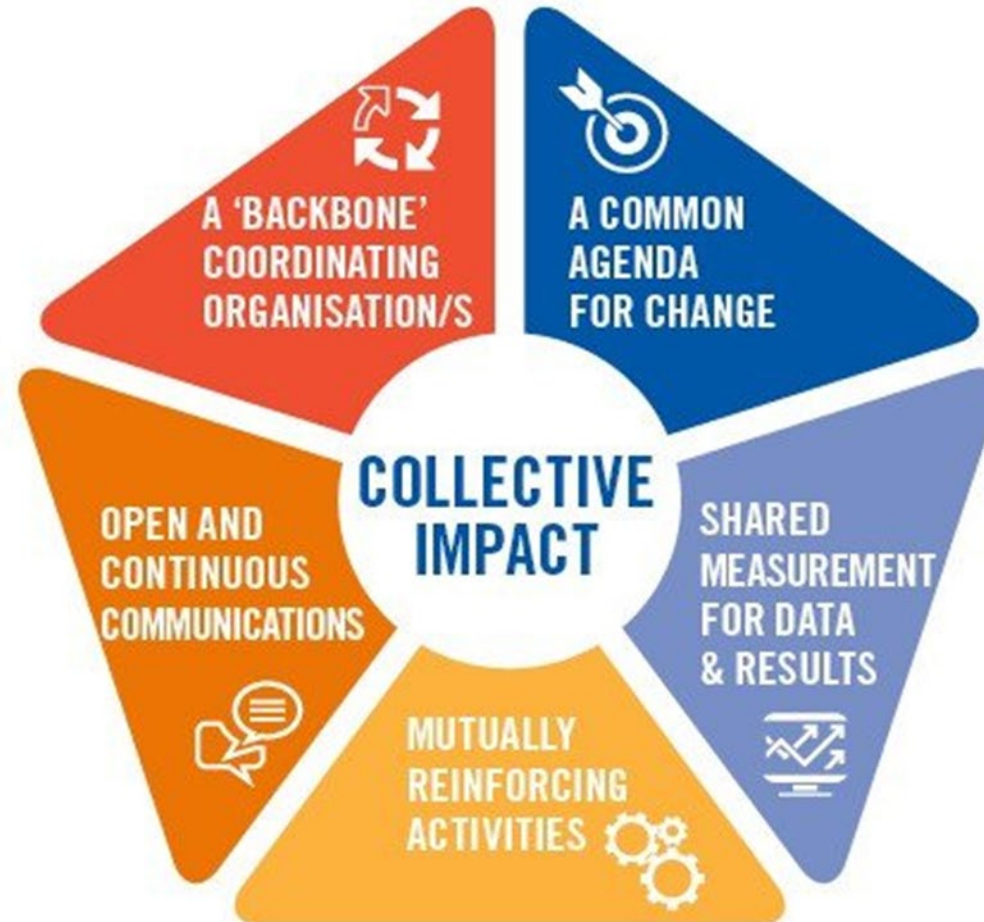 A 'BACKBONE'
COORDINATING
ORGANISATION/S
A COMMON
AGENDA
FOR CHANGE
COLLECTIVE
IMPACT
OPEN AND
CONTINUOUS
COMMUNICATIONS
SHARED
MEASUREMENT
FOR DATA
& RESULTS
MUTUALLY
REINFORCING
ACTIVITIES